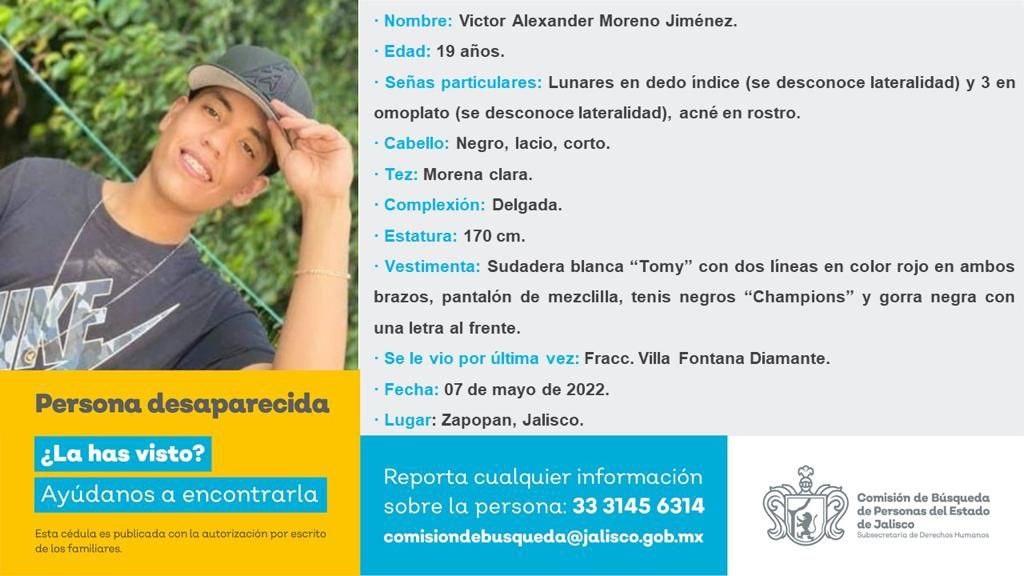 · Nombre: Victor Alexander Moreno Jiménez.
· Edad: 19 años.
· Señas particulares: Lunares en dedo índice (se desconoce lateralidad) y 3 en
omoplato (se desconoce lateralidad), acné en rostro.
· Cabello: Negro, lacio, corto.
· Tez: Morena clara.
· Complexión: Delgada.
· Estatura: 170 cm.
· Vestimenta: Sudadera blanca “Tomy” con dos líneas en color rojo en ambos
brazos, pantalón de mezclilla, tenis negros “Champions” y gorra negra con
una letra al frente.
· Se le vio por última vez: Fracc. Villa Fontana Diamante.
· Fecha: 07 de mayo de 2022.
· Lugar: Zapopan, Jalisco.
NIKE
Persona desaparecida
¿La has visto?
Ayúdanos a encontrarla
Esta cédula es publicada con la autorización por escrito
de los familiares.
Reporta cualquier información
sobre la persona: 33 3145 6314
comisiondebusqueda@jalisco.gob.mx
Comisión de Búsqueda
de Personas del Estado
de Jalisco
Subsecretaría de Derechos Humanos